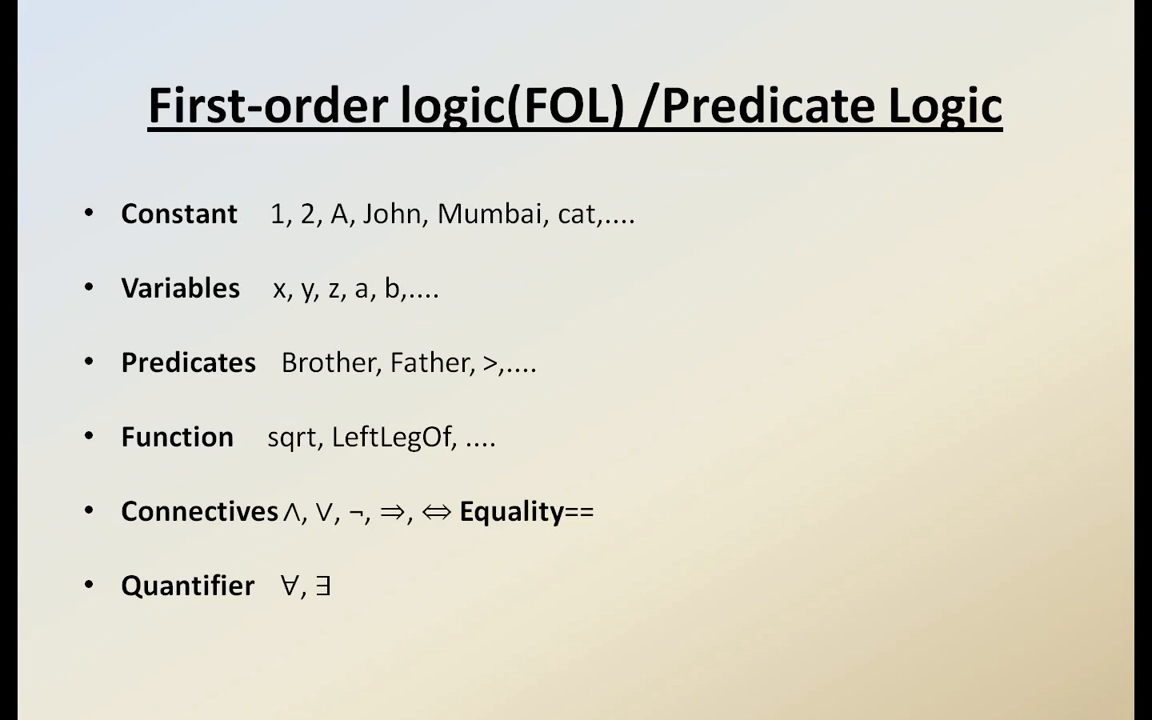 First-order logic(FOL) /Predicate Logic
• Constant 1, 2, A, John, Mumbai, cat,....
• Variables x, y, z, a, b,....
• Predicates Brother, Father, >,....
• Function sqrt, LeftLegOf, ....
• Connectives ∧, ∨, ¬, ⇒, ⇔ Equality==
• Quantifier ∀, ∃